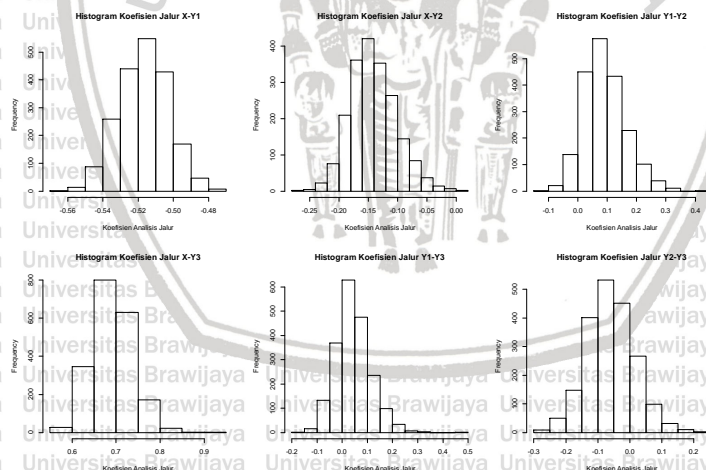 Histogram Koefisien Jalur X-Y1
Frequency
0 100 200 300 400 500
-0.56 -0.54 -0.52 -0.50 -0.48
Koefisien Analisis Jalur
Histogram Koefisien Jalur X-Y2
Frequency
0 100 200 300 400
-0.25 -0.20 -0.15 -0.10 -0.05 0.00
Koefisien Analisis Jalur
Histogram Koefisien Jalur Y1-Y2
Frequency
0 100 200 300 400 500
-0.1 0.0 0.1 0.2 0.3 0.4
Koefisien Analisis Jalur
Histogram Koefisien Jalur X-Y3
Frequency
0 200 400 600 800
0.6 0.7 0.8 0.9
Koefisien Analisis Jalur
Histogram Koefisien Jalur Y1-Y3
Frequency
0 100 200 300 400 500 600
-0.2 -0.1 0.0 0.1 0.2 0.3 0.4 0.5
Koefisien Analisis Jalur
Histogram Koefisien Jalur Y2-Y3
Frequency
0 100 200 300 400 500
-0.3 -0.2 -0.1 0.0 0.1 0.2
Koefisien Analisis Jalur
Universitas Brawijaya Universitas Brawijaya